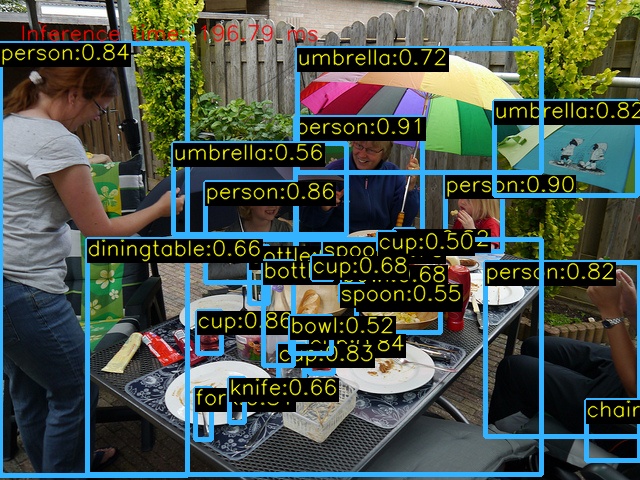 Inference time: 196.79 ms
person:0.84
umbrella:0.72
umbrella:0.82
person:0.91
umbrella:0.56
person:0.86
person:0.90
diningtable:0.66
cup:0.502
cup:0.68
person:0.82
spoon:0.55
cup:0.86
bowl:0.52
cup:0.83
knife:0.66
chair